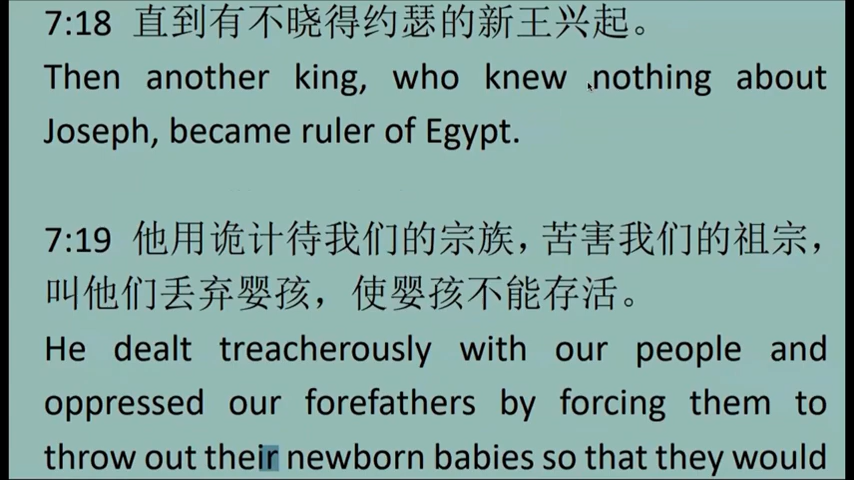 7:18 直到有不晓得约瑟的新王兴起。
Then another king, who knew nothing about
Joseph, became ruler of Egypt.
7:19 他用诡计待我们的宗族，苦害我们的祖宗，
叫他们丢弃婴孩，使婴孩不能存活。
He dealt treacherously with our people and
oppressed our forefathers by forcing them to
throw out their newborn babies so that they would